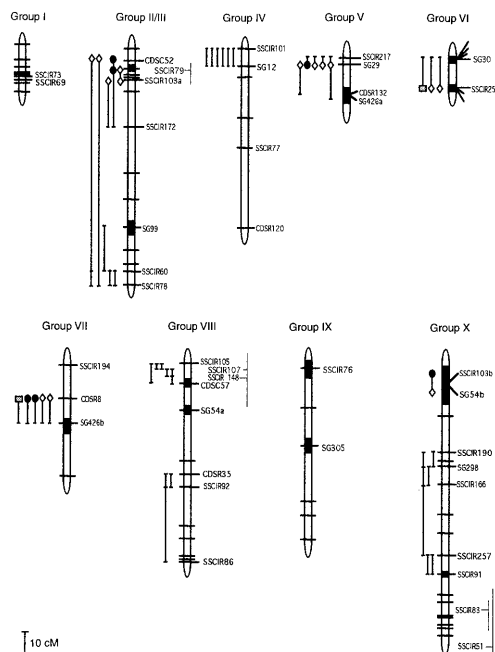 Group I
Group II/III
Group IV
Group V
Group VI
SSCIR73
SSCIR69
CDSC52
SSCIR79
SSCIR103a
SSCIR172
SG99
SSCIR60
SSCIR78
SSCIR101
SG12
SSCIR77
CDSR120
SSCIR217
SG29
CDSR132
SG426a
SG30
SSCIR25
Group VII
Group VIII
Group IX
Group X
SSCIR194
CDSR8
SG426b
SSCIR105
SSCIR107
SSCIR 148
CDSC57
SG54a
CDSR35
SSCIR92
SSCIR86
SSCIR76
SG305
SSCIR103b
SG54b
SSCIR190
SG298
SSCIR166
SSCIR257
SSCIR91
SSCIR83
SSCIR51
10 cM